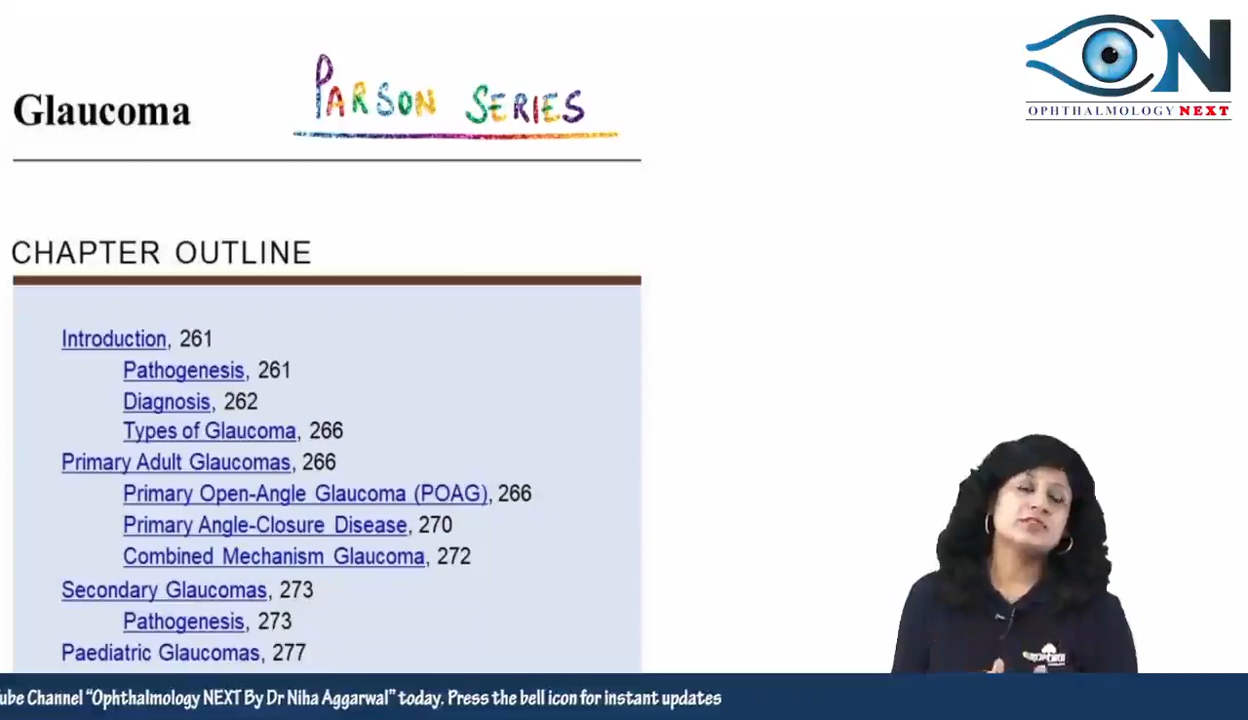 Glaucoma
PARSON SERIES
ON
OPHTHALMOLOGY NEXT
CHAPTER OUTLINE
Introduction, 261
Pathogenesis, 261
Diagnosis, 262
Types of Glaucoma, 266
Primary Adult Glaucomas, 266
Primary Open-Angle Glaucoma (POAG), 266
Primary Angle-Closure Disease, 270
Combined Mechanism Glaucoma, 272
Secondary Glaucomas, 273
Pathogenesis, 273
Paediatric Glaucomas, 277
ube Channel “Ophthalmology NEXT By Dr Niha Aggarwal” today. Press the bell icon for instant updates